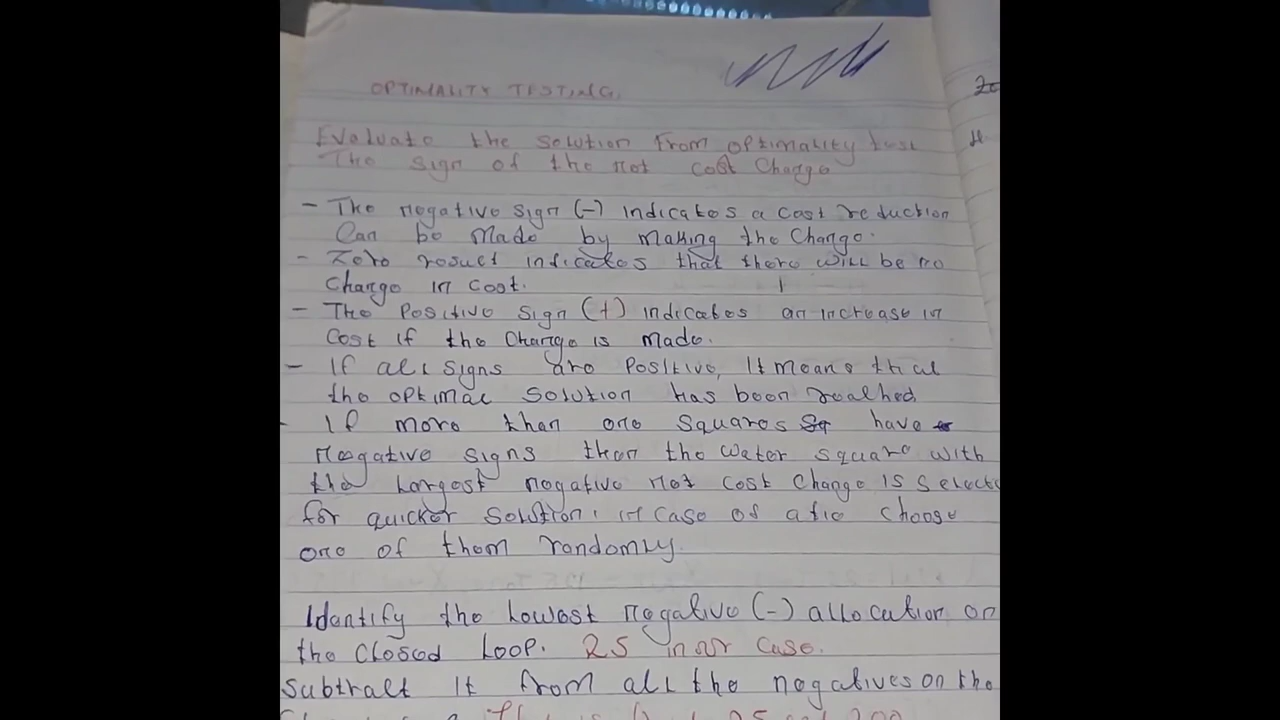 OPTIMALITY TESTING.
Evaluate the solution from optimality test
The sign of the net cost change
- The negative sign (-) indicates a cost reduction
Can be made by making the change.
- Zero result indicates that there will be no
change in cost.
- The positive sign (+) indicates an increase in
cost if the change is made.
- If all signs are positive, It means that
the optimal solution has been realhed
- If more than one squares have
negative signs than the water square with
the largest negative net cost change is selecte
for quicker solution, in case of a tie choose
one of them randomly.
Identify the lowest negative (-) allocation on
the closed loop. 25 in our case.
Subtralt it from all the negatives on the
25 200